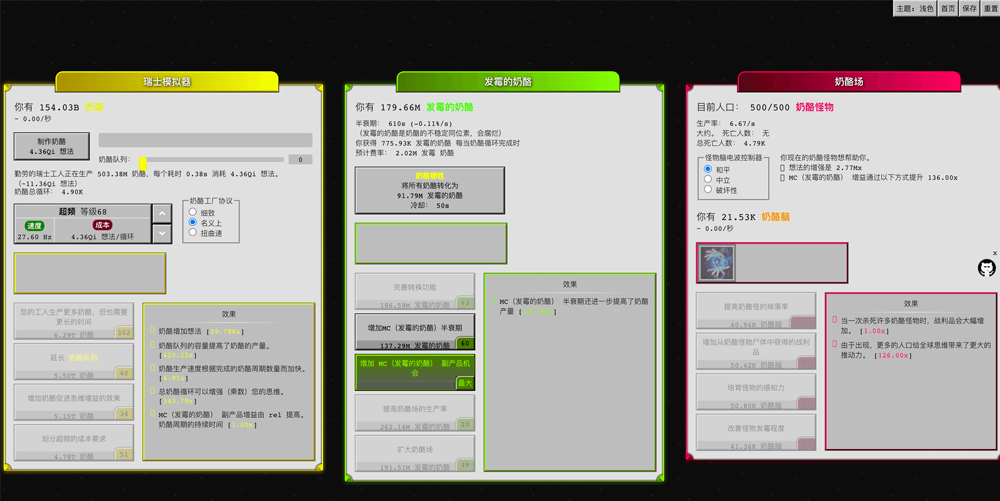 主题: 浅色
首页
保存
重置
瑞士模拟器
你有 154.03B 奶酪
- 0.00/秒
制作奶酪
4.36Qi 想法
奶酪队列:
0
勤劳的瑞士工人正在生产 503.38M 奶酪, 每个耗时 0.38s 消耗 4.36Qi 想法。
(-11.36Qi 想法)
奶酪总循环: 4.90K
超频 等级68
速度
成本
27.60 Hz
4.36Qi 想法/循环
奶酪工厂协议
细致
名义上
扭曲速
您的工人生产更多奶酪, 但也需要
更长的时间
102
6.29T 奶酪
延长 奶酪队列
40
5.50T 奶酪
增加奶酪促进思维增益的效果
34
5.15T 奶酪
划分超频的成本要求
51
4.78T 奶酪
效果
奶酪增加想法
奶酪队列的容量提高了奶酪的产量。
奶酪生产速度根据完成的奶酪周期数量而加快。
总奶酪循环可以增强（乘数）您的思维。
MC（发霉的奶酪） 副产品增益由 rel 提高。
奶酪周期的持续时间
发霉的奶酪
你有 179.66M 发霉的奶酪
半衰期: 610s (-0.11%/s)
（发霉的奶酪是奶酪的不稳定同位素，会腐烂）
你获得 775.93K 发霉的奶酪 每当奶酪循环完成时
预计费率: 2.02M 发霉 奶酪
将所有奶酪转化为
91.79M 发霉的奶酪
冷却: 50s
完善转换功能
43
186.59M 发霉的奶酪
增加MC（发霉的奶酪）半衰期
60
137.29M 发霉的奶酪
增加 MC（发霉的奶酪） 副产品机
会
最大
提高奶酪场的生产率
262.14M 发霉的奶酪
扩大奶酪场
49
191.51M 发霉的奶酪
效果
MC（发霉的奶酪） 半衰期还进一步提高了奶酪
产量
奶酪场
目前人口: 500/500 奶酪怪物
生产率: 6.67/s
大约。 死亡人数: 无
总死亡人数: 4.79K
怪物脑电波控制器
和平
中立
破坏性
你现在的奶酪怪物想帮助你。
想法的增强是 2.77Mx
MC（发霉的奶酪） 增益通过以下方式提升 136.00x
你有 21.53K 奶酪脑
- 0.00/秒
x
提高奶酪怪的掉落率
40.96K 奶酪脑
增加从奶酪怪物尸体中获得的战利
品
50.42K 奶酪脑
培育怪物的感知力
50.80K 奶酪脑
改善怪物发霉程度
41.36K 奶酪脑
效果
当一次杀死许多奶酪怪物时，战利品会大幅增
加。 [1.00x]
由于出现，更多的人口给全球思维带来了更大的
推动力。 [126.00x]